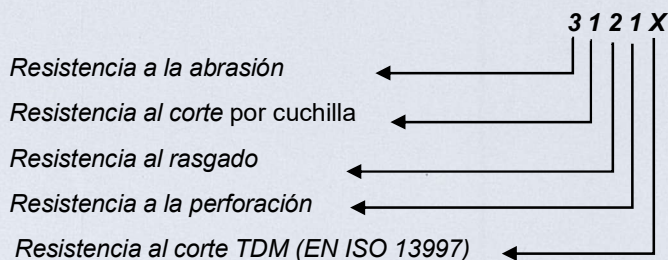 3 1 2 1 X
Resistencia a la abrasión
Resistencia al corte por cuchilla
Resistencia al rasgado
Resistencia a la perforación
Resistencia al corte TDM (EN ISO 13997)